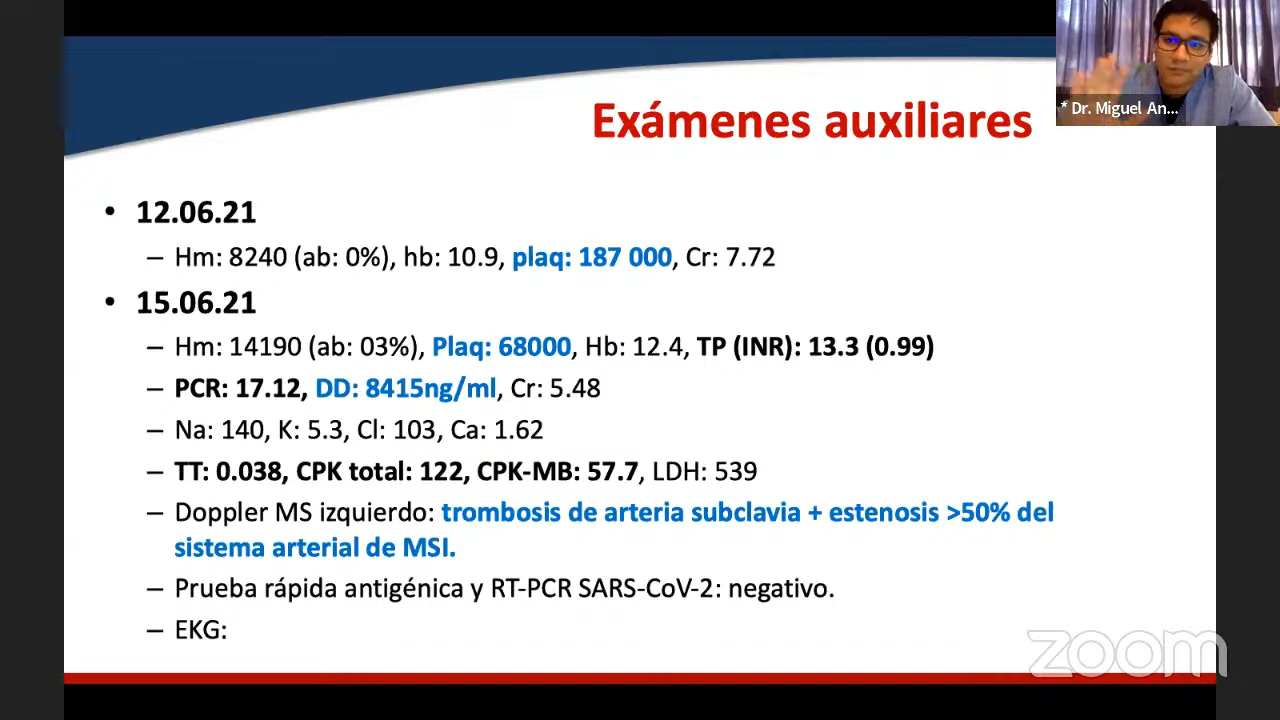 * Dr. Miguel An...
Exámenes auxiliares
• 12.06.21
– Hm: 8240 (ab: 0%), hb: 10.9, plaq: 187 000, Cr: 7.72
• 15.06.21
– Hm: 14190 (ab: 03%), Plaq: 68000, Hb: 12.4, TP (INR): 13.3 (0.99)
– PCR: 17.12, DD: 8415ng/ml, Cr: 5.48
– Na: 140, K: 5.3, Cl: 103, Ca: 1.62
– TT: 0.038, CPK total: 122, CPK-MB: 57.7, LDH: 539
– Doppler MS izquierdo: trombosis de arteria subclavia + estenosis >50% del
sistema arterial de MSI.
– Prueba rápida antigénica y RT-PCR SARS-CoV-2: negativo.
– EKG:
zoom